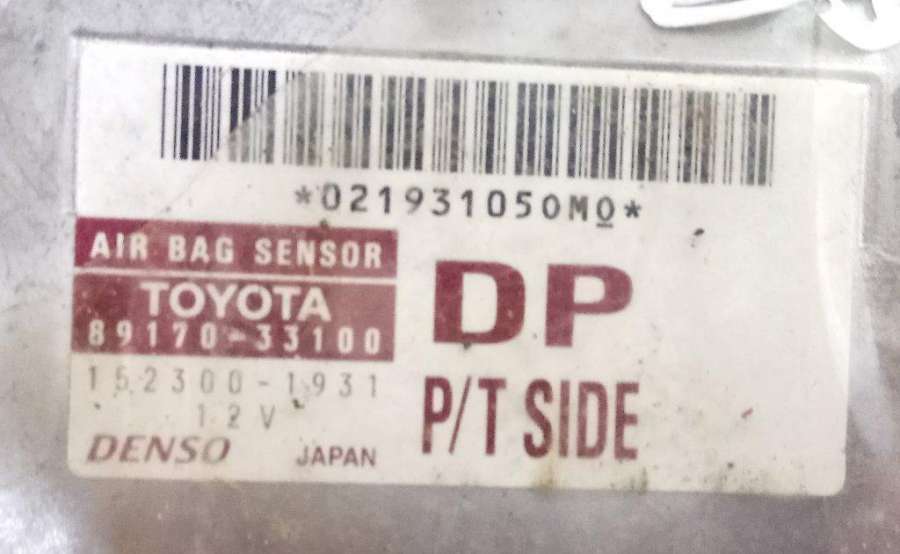 *021931050M0*
AIR BAG SENSOR
TOYOTA
89170-33100
152300-1931
12V
DENSO JAPAN
DP
P/T SIDE